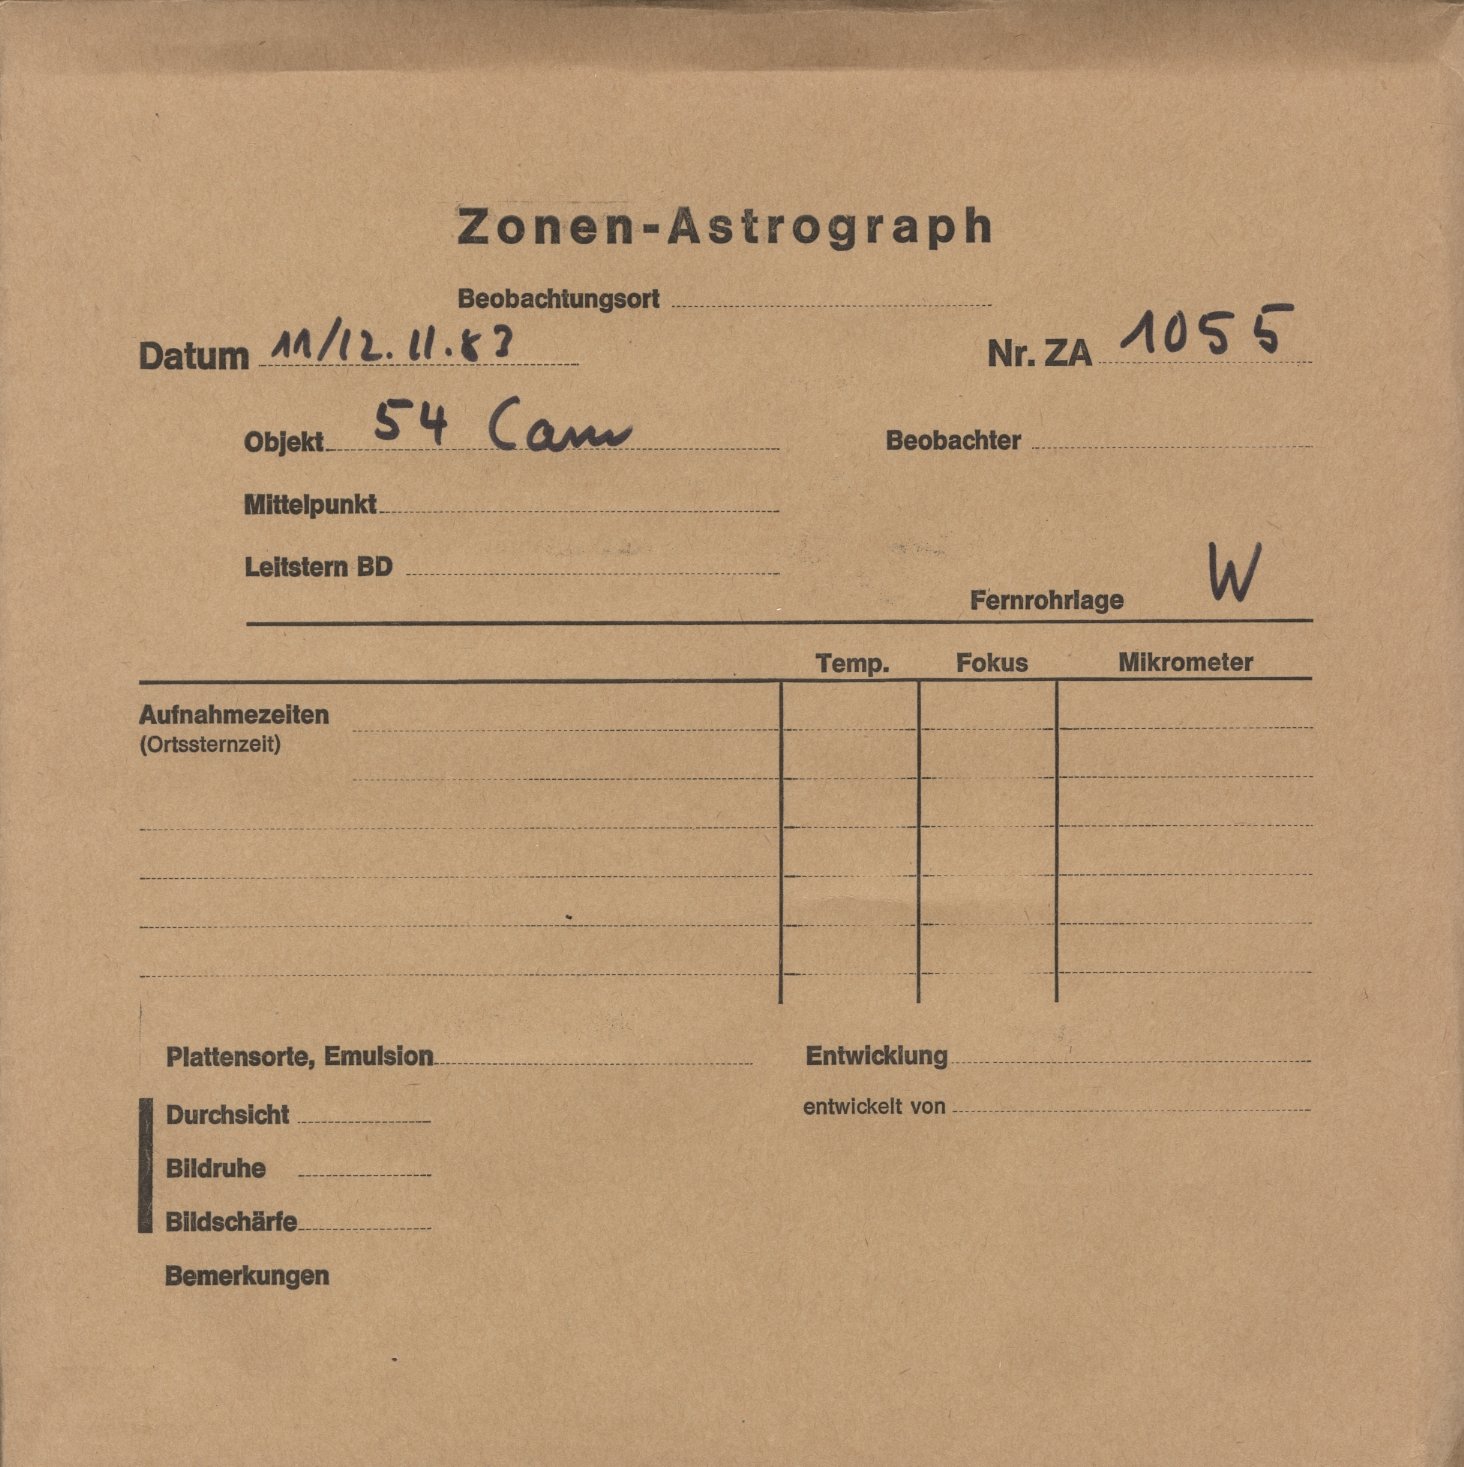 Zonen-Astrograph
Beobachtungsort
Datum 11/12.11.83
Nr. ZA 1055
Objekt 54 Cam
Beobachter
Mittelpunkt
Leitstern BD
Fernrohrlage W
Temp. Fokus Mikrometer
Aufnahmezeiten
(Ortssternzeit)
Plattensorte, Emulsion
Entwicklung
Durchsicht
entwickelt von
Bildruhe
Bildschärfe
Bemerkungen